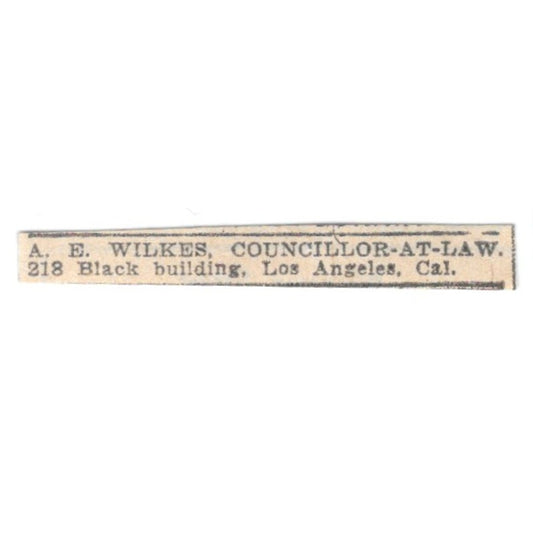 A. E. WILKES, COUNCILLOR-AT-LAW.
218 Black building, Los Angeles, Cal.